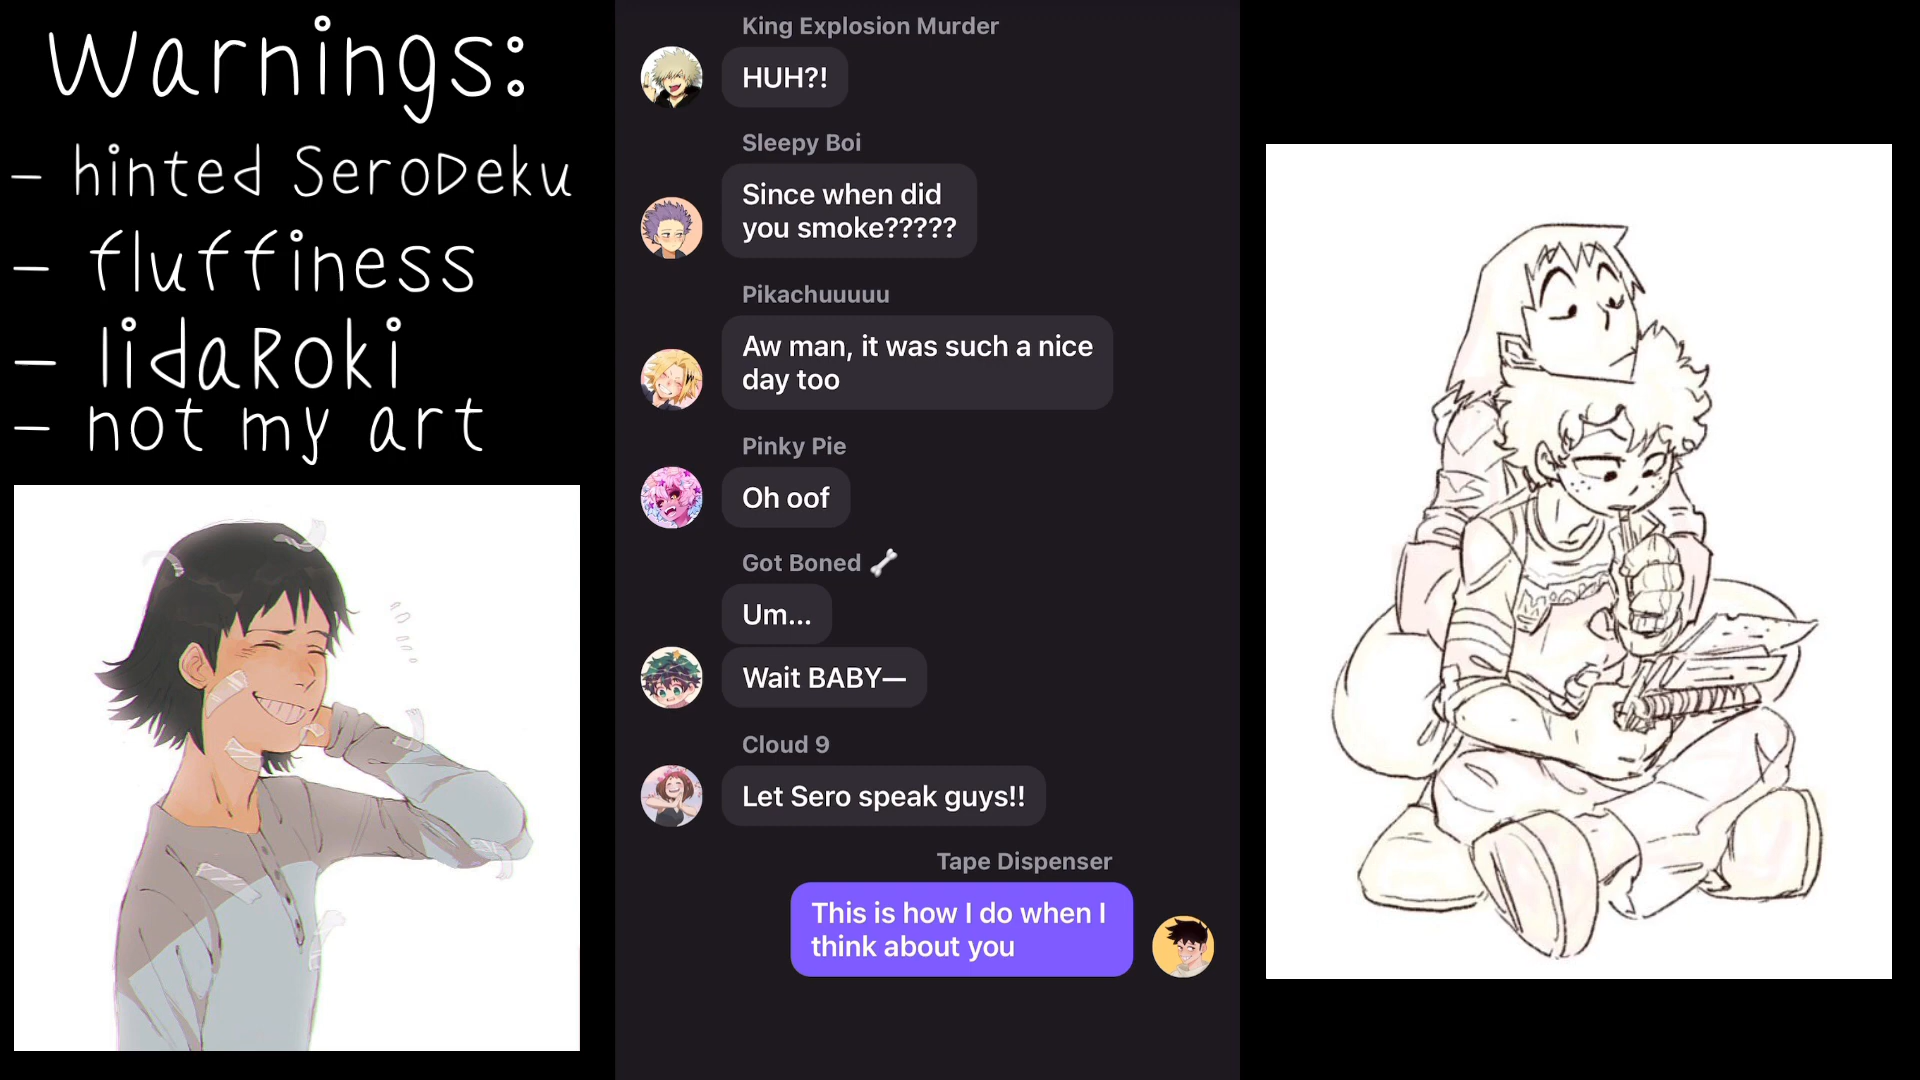 Warnings:
- hinted SeroDeku
- fluffiness
- IidaRoki
- not my art
King Explosion Murder
HUH?!
Sleepy Boi
Since when did
you smoke?????
Pikachuuuuu
Aw man, it was such a nice
day too
Pinky Pie
Oh oof
Got Boned 🦴
Um...
Wait BABY—
Cloud 9
Let Sero speak guys!!
Tape Dispenser
This is how I do when I
think about you